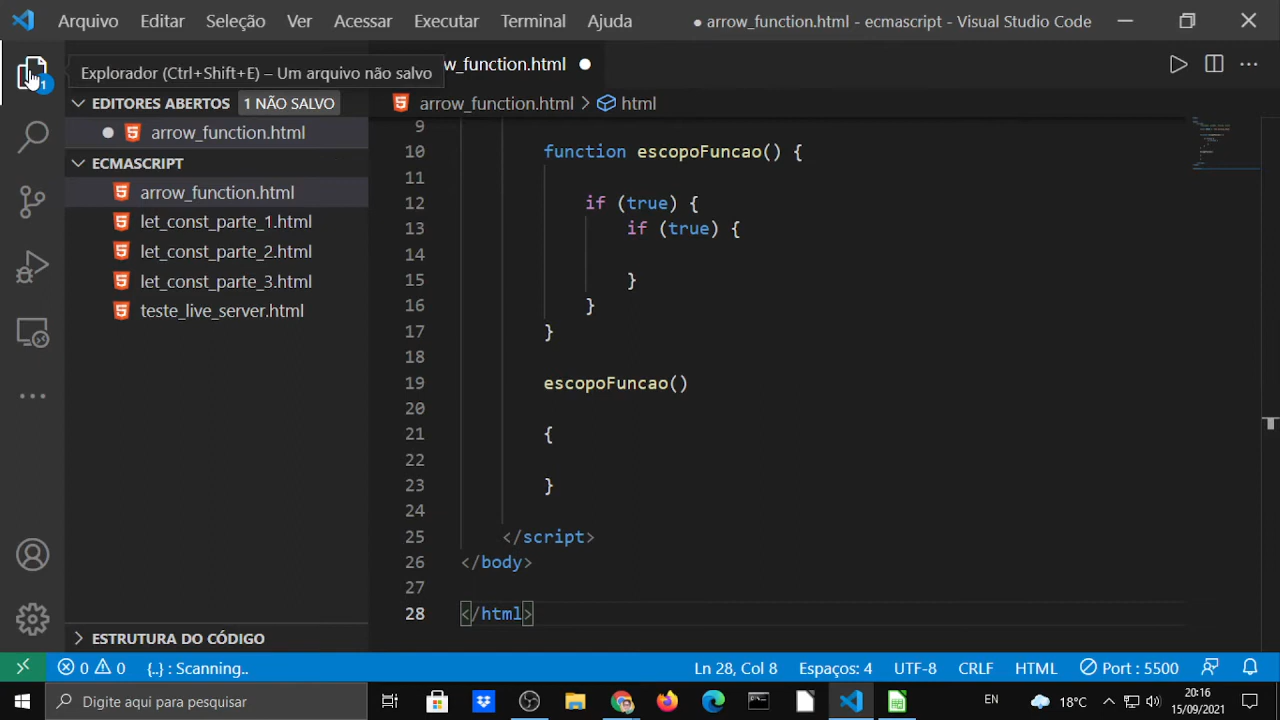 Arquivo Editar Seleção Ver Acessar Executar Terminal Ajuda ● arrow_function.html - ecmascript - Visual Studio Code
Explorador (Ctrl+Shift+E) – Um arquivo não salvo
w_function.html
EDITORES ABERTOS 1 NÃO SALVO
arrow_function.html > html
arrow_function.html
ECMASCRIPT
arrow_function.html
let_const_parte_1.html
let_const_parte_2.html
let_const_parte_3.html
teste_live_server.html
ESTRUTURA DO CÓDIGO
9
10 function escopoFuncao() {
11
12 if (true) {
13 if (true) {
14
15 }
16 }
17 }
18
19 escopoFuncao()
20
21 {
22
23 }
24
25 </script>
26 </body>
27
28 </html>
0 0 {..} : Scanning.. Ln 28, Col 8 Espaços: 4 UTF-8 CRLF HTML Port : 5500
Digite aqui para pesquisar EN 18°C 20:16
15/09/2021